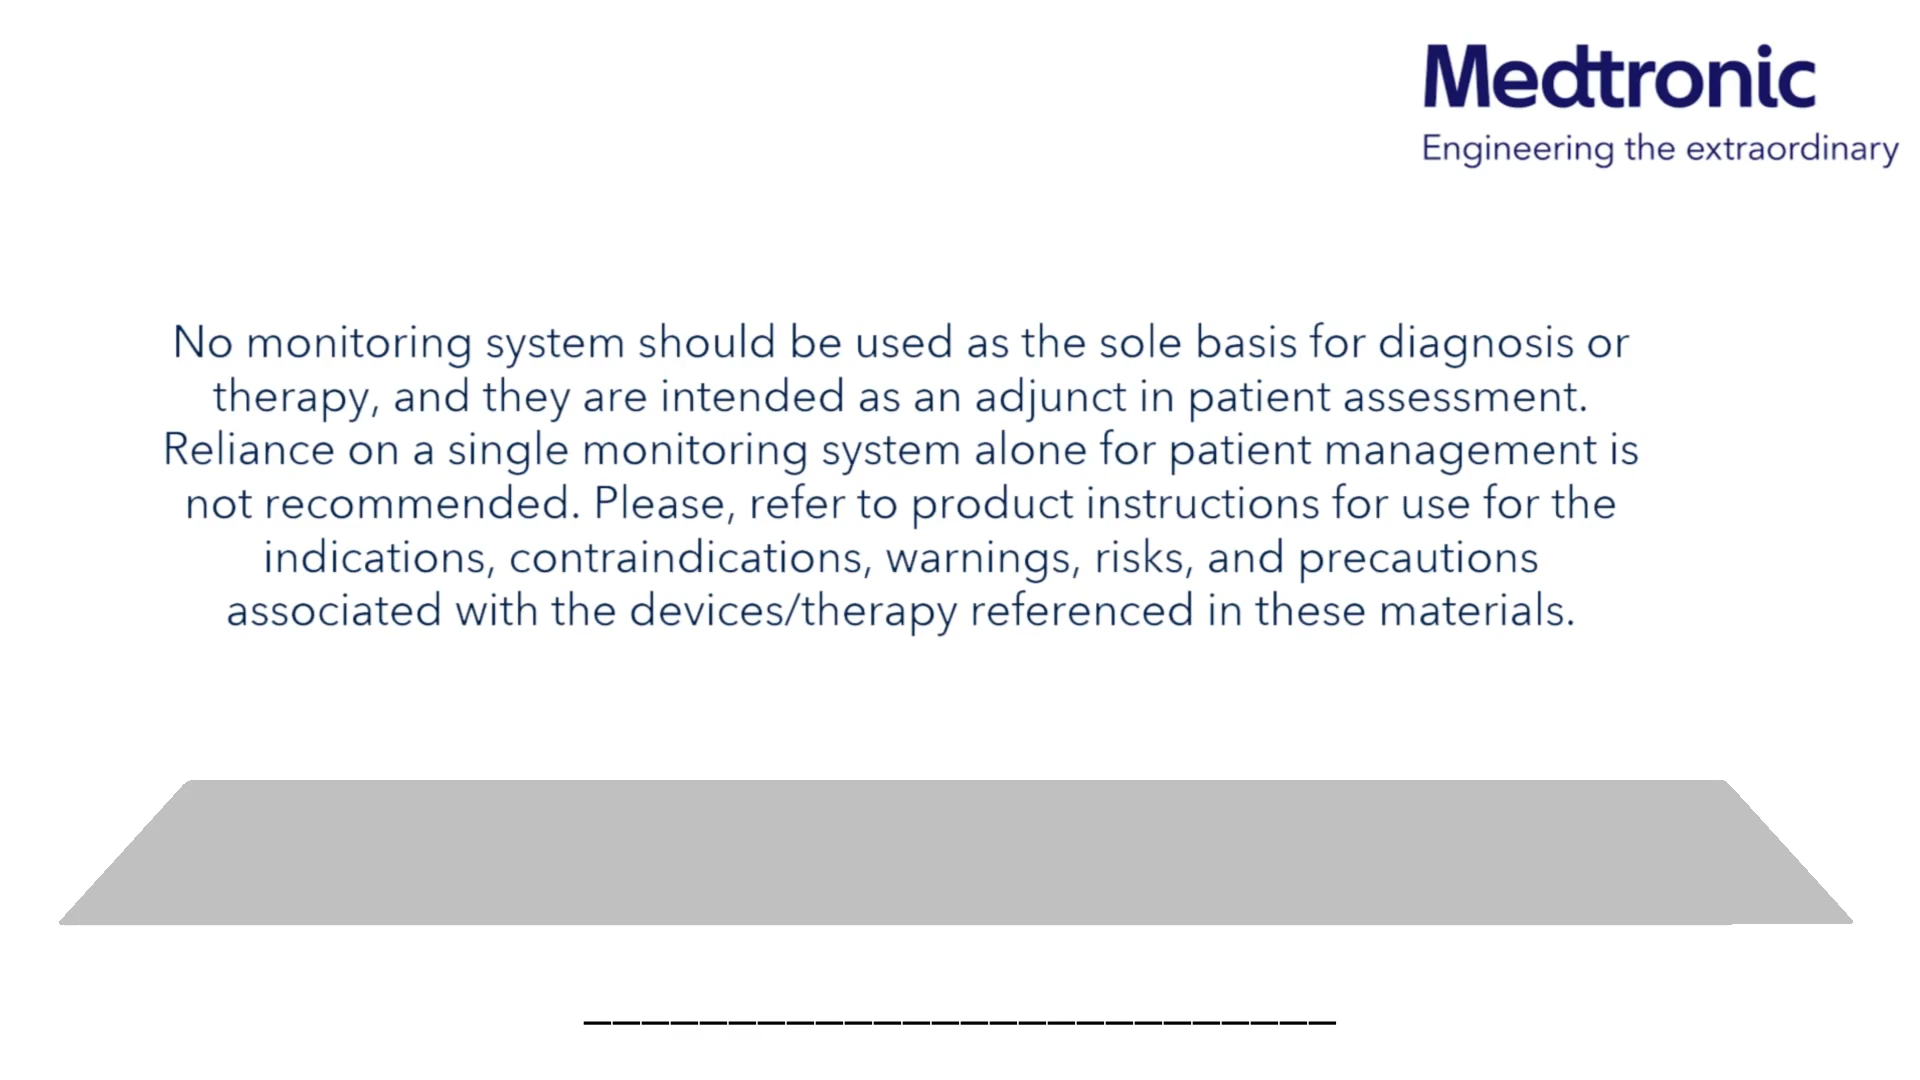 Medtronic
Engineering the extraordinary
No monitoring system should be used as the sole basis for diagnosis or
therapy, and they are intended as an adjunct in patient assessment.
Reliance on a single monitoring system alone for patient management is
not recommended. Please, refer to product instructions for use for the
indications, contraindications, warnings, risks, and precautions
associated with the devices/therapy referenced in these materials.
__________________________